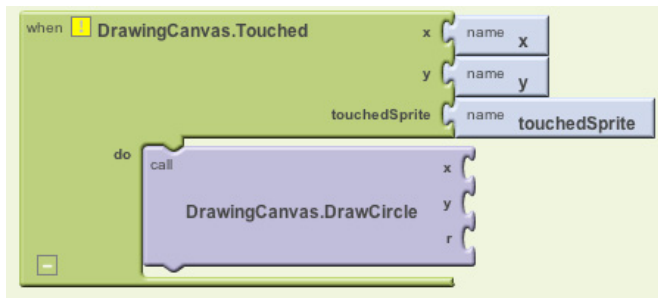 when ! DrawingCanvas.Touched x name x
y name y
touchedSprite name touchedSprite
do call x
DrawingCanvas.DrawCircle y
r